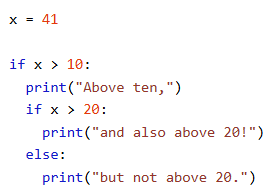 x = 41

if x > 10:
  print("Above ten,")
  if x > 20:
    print("and also above 20!")
  else:
    print("but not above 20.")